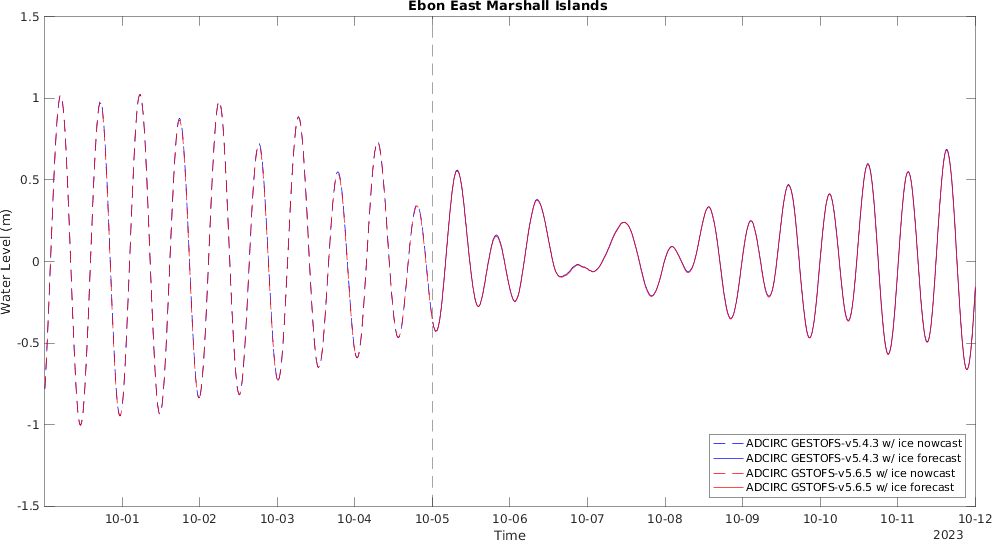 Ebon East Marshall Islands
1.5
1
0.5
0
-0.5
-1
-1.5
Water Level (m)
10-01 10-02 10-03 10-04 10-05 10-06 10-07 10-08 10-09 10-10 10-11 10-12
Time
2023
ADCIRC GESTOFS-v5.4.3 w/ ice nowcast
ADCIRC GESTOFS-v5.4.3 w/ ice forecast
ADCIRC GSTOFS-v5.6.5 w/ ice nowcast
ADCIRC GSTOFS-v5.6.5 w/ ice forecast